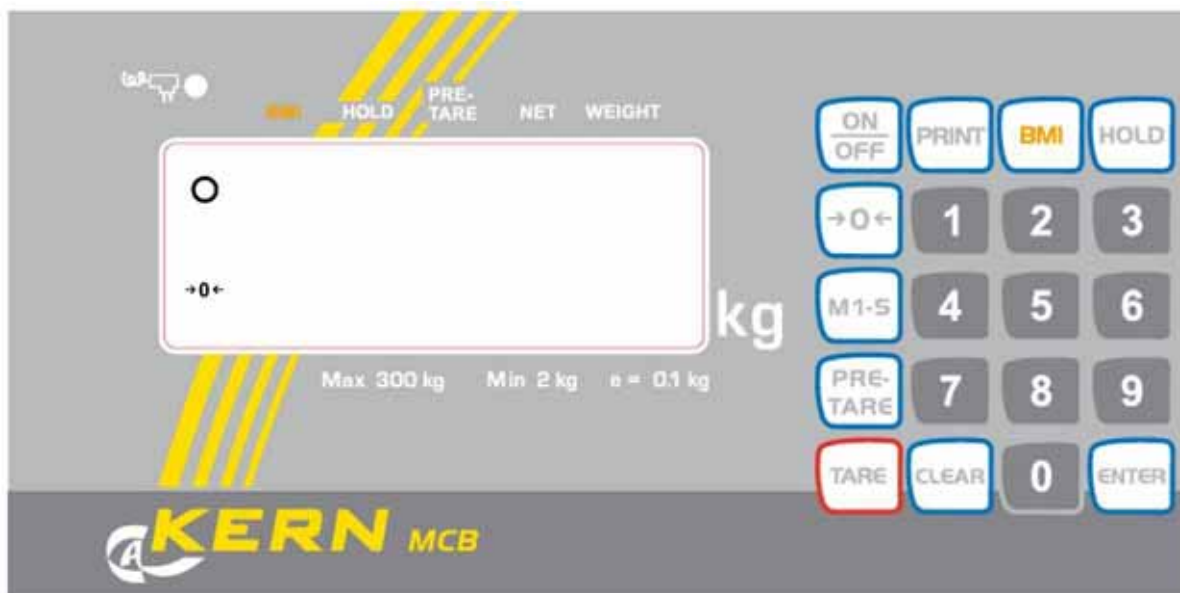 BMI HOLD PRE-TARE NET WEIGHT
→0←
kg
Max 300 kg Min 2 kg e = 0.1 kg
ON
OFF
PRINT BMI HOLD
→0← 1 2 3
M1-5 4 5 6
PRE-
TARE
7 8 9
TARE CLEAR 0 ENTER
KERN MCB